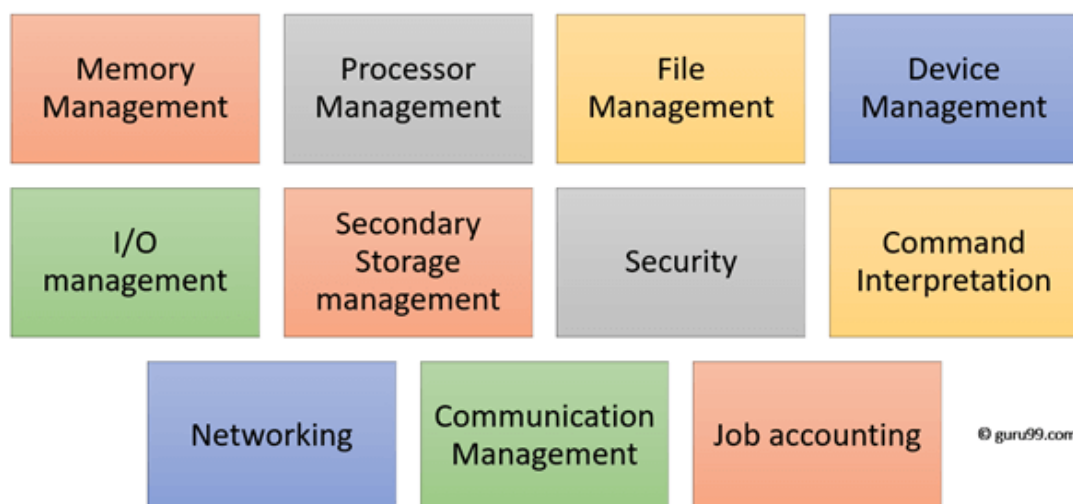 Memory
Management
Processor
Management
File
Management
Device
Management
I/O
management
Secondary
Storage
management
Security
Command
Interpretation
Networking
Communication
Management
Job accounting
© guru99.com